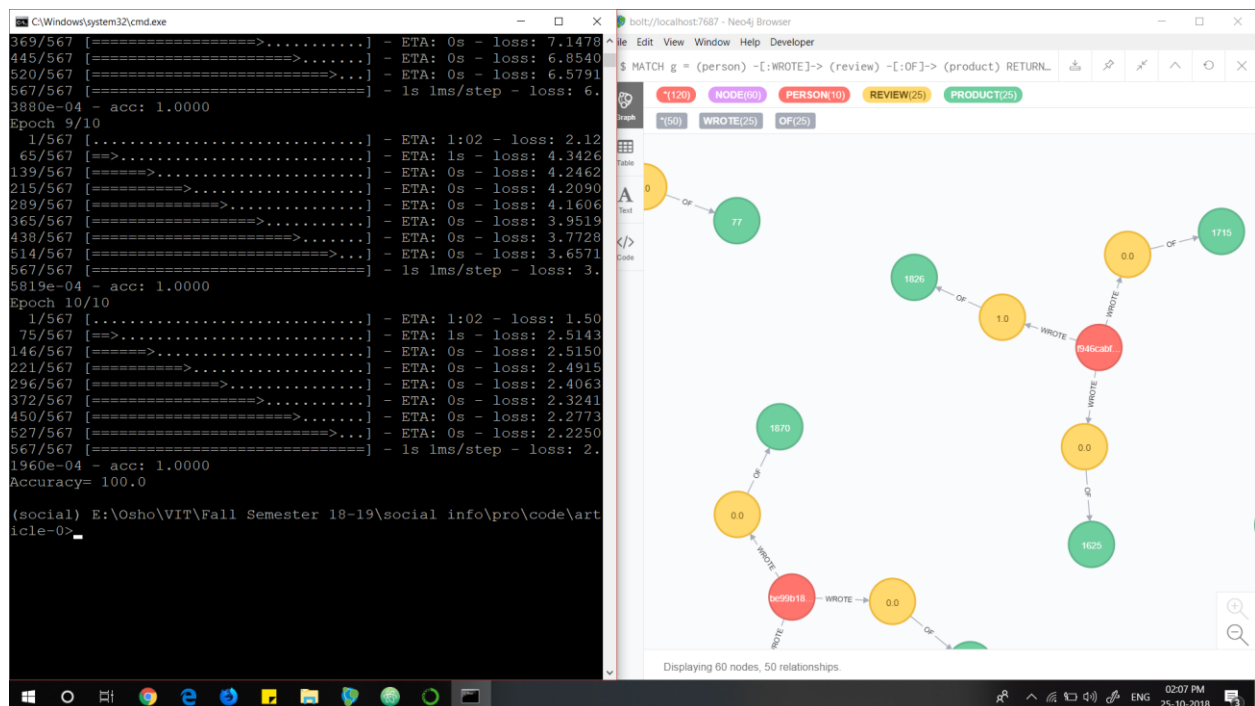 C:\Windows\system32\cmd.exe
369/567 [==================>...........] - ETA: 0s - loss: 7.1478
445/567 [======================>.......] - ETA: 0s - loss: 6.8540
520/567 [==========================>...] - ETA: 0s - loss: 6.5791
567/567 [==============================] - 1s 1ms/step - loss: 6.
3880e-04 - acc: 1.0000
Epoch 9/10
1/567 [..............................] - ETA: 1:02 - loss: 2.12
65/567 [==>...........................] - ETA: 1s - loss: 4.3426
139/567 [======>.......................] - ETA: 0s - loss: 4.2462
215/567 [==========>...................] - ETA: 0s - loss: 4.2090
289/567 [==============>...............] - ETA: 0s - loss: 4.1606
365/567 [==================>...........] - ETA: 0s - loss: 3.9519
438/567 [======================>.......] - ETA: 0s - loss: 3.7728
514/567 [==========================>...] - ETA: 0s - loss: 3.6571
567/567 [==============================] - 1s 1ms/step - loss: 3.
5819e-04 - acc: 1.0000
Epoch 10/10
1/567 [..............................] - ETA: 1:02 - loss: 1.50
75/567 [==>...........................] - ETA: 1s - loss: 2.5143
146/567 [======>.......................] - ETA: 0s - loss: 2.5150
221/567 [==========>...................] - ETA: 0s - loss: 2.4915
296/567 [==============>...............] - ETA: 0s - loss: 2.4063
372/567 [==================>...........] - ETA: 0s - loss: 2.3241
450/567 [======================>.......] - ETA: 0s - loss: 2.2773
527/567 [==========================>...] - ETA: 0s - loss: 2.2250
567/567 [==============================] - 1s 1ms/step - loss: 2.
1960e-04 - acc: 1.0000
Accuracy= 100.0
(social) E:\Osho\VIT\Fall Semester 18-19\social info\pro\code\art
icle-0>
bolt://localhost:7687 - Neo4j Browser
ile Edit View Window Help Developer
$ MATCH g = (person) -[:WROTE]-> (review) -[:OF]-> (product) RETURN...
*(120) NODE(60) PERSON(10) REVIEW(25) PRODUCT(25)
*(50) WROTE(25) OF(25)
Graph
Table
Text
Code
.0
OF
77
1715
OF
0.0
1826
OF
1.0
WROTE
WROTE
f946cabf...
WROTE
0.0
OF
1625
1870
OF
0.0
WROTE
be99b18...
WROTE
0.0
OF
WROTE
Displaying 60 nodes, 50 relationships.
ENG
02:07 PM
25-10-2018
3